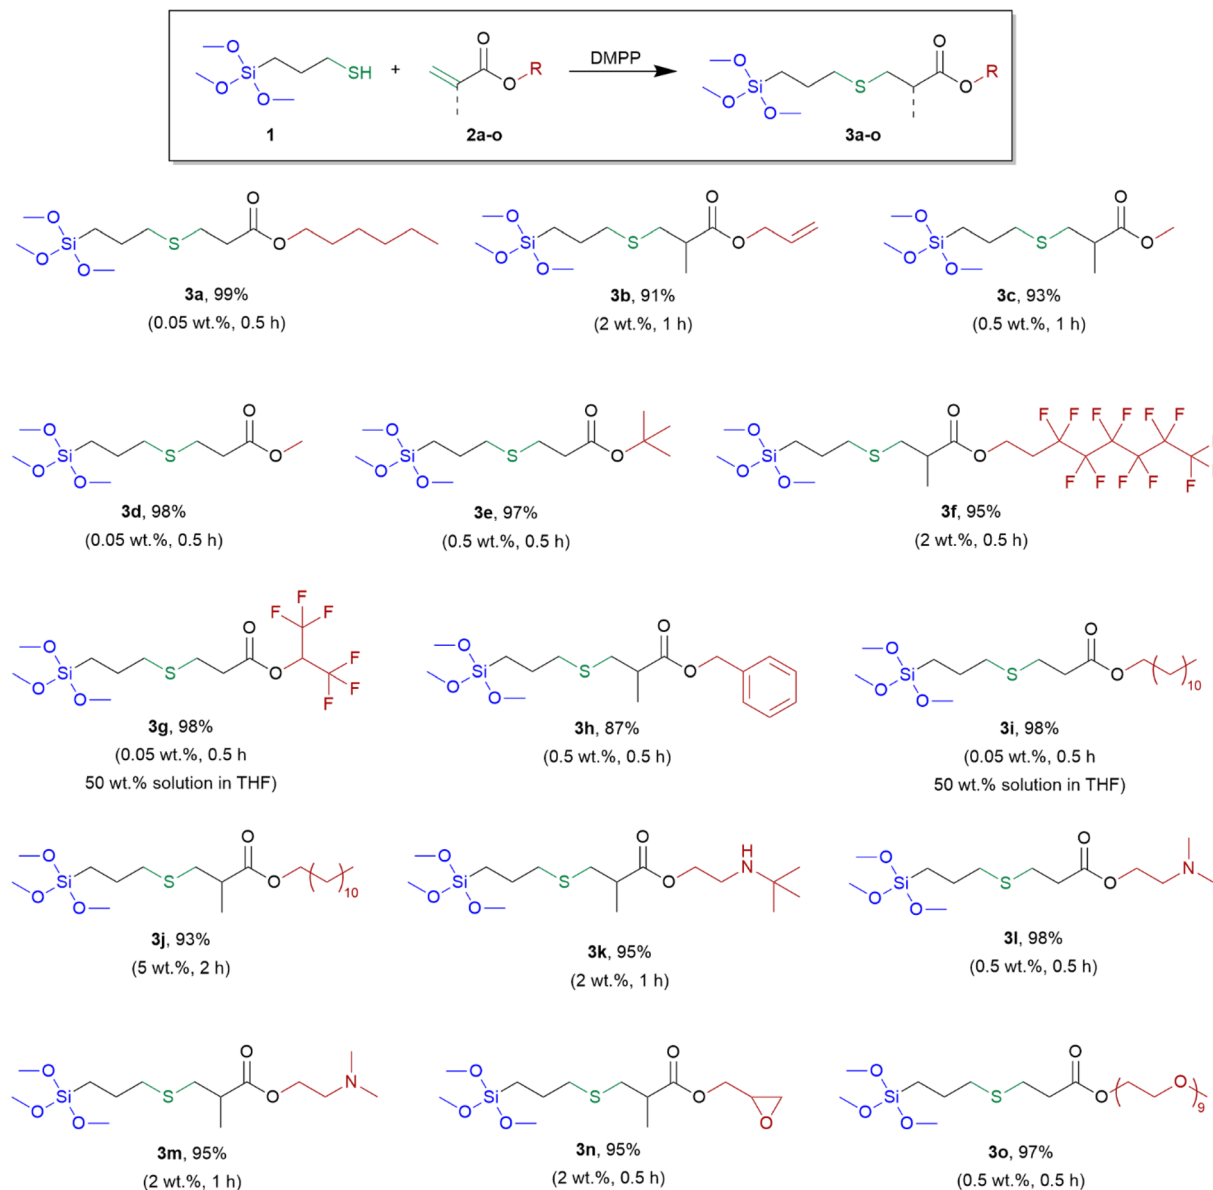 DMPP
SH
+
R
R
1
2a-o
3a-o
3a, 99%
(0.05 wt.%, 0.5 h)
3b, 91%
(2 wt.%, 1 h)
3c, 93%
(0.5 wt.%, 1 h)
3d, 98%
(0.05 wt.%, 0.5 h)
3e, 97%
(0.5 wt.%, 0.5 h)
3f, 95%
(2 wt.%, 0.5 h)
3g, 98%
(0.05 wt.%, 0.5 h
50 wt.% solution in THF)
3h, 87%
(0.5 wt.%, 0.5 h)
3i, 98%
(0.05 wt.%, 0.5 h
50 wt.% solution in THF)
3j, 93%
(5 wt.%, 2 h)
3k, 95%
(2 wt.%, 1 h)
3l, 98%
(0.5 wt.%, 0.5 h)
3m, 95%
(2 wt.%, 1 h)
3n, 95%
(2 wt.%, 0.5 h)
3o, 97%
(0.5 wt.%, 0.5 h)